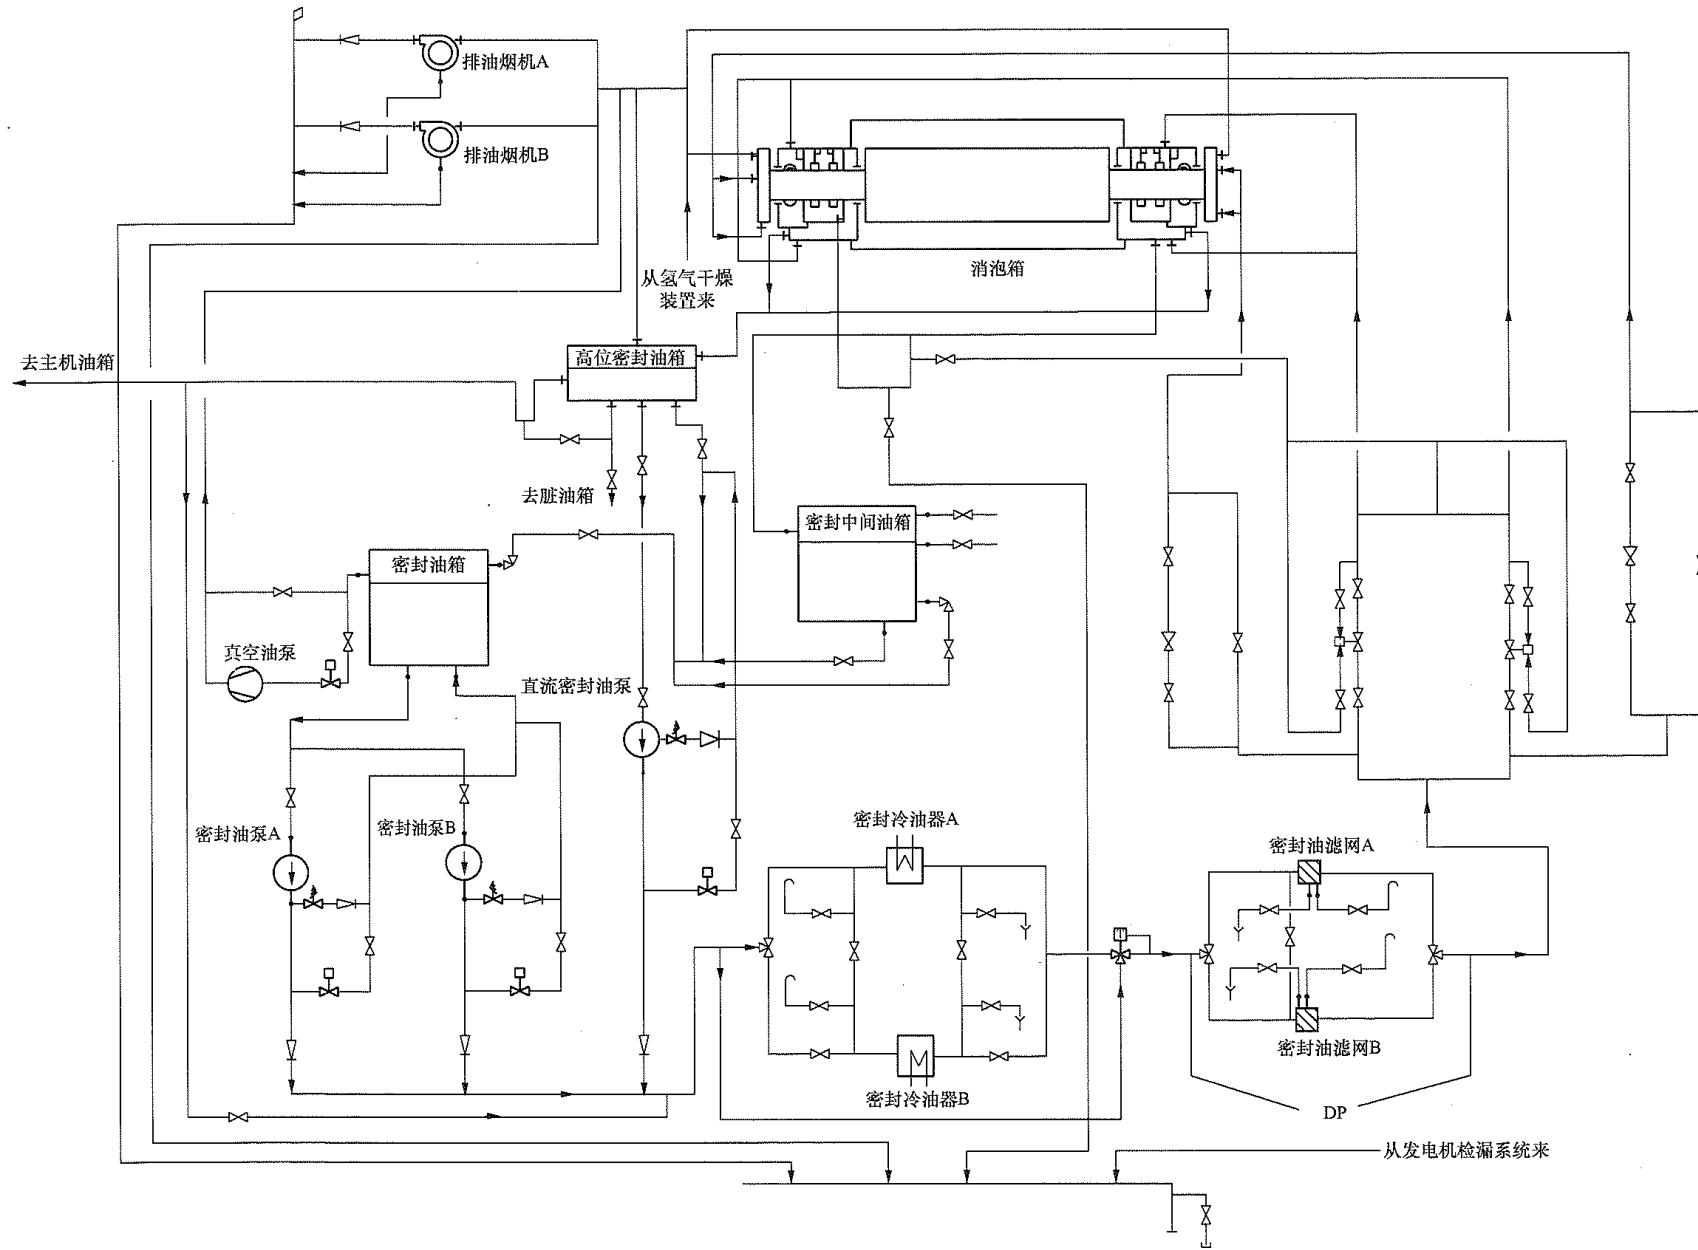 排油烟机A
排油烟机B
从氢气干燥
装置来
消泡箱
去主机油箱
高位密封油箱
去脏油箱
密封中间油箱
密封油箱
真空油泵
直流密封油泵
密封油泵A
密封油泵B
密封冷油器A
密封油滤网A
密封油滤网B
密封冷油器B
DP
从发电机检漏系统来